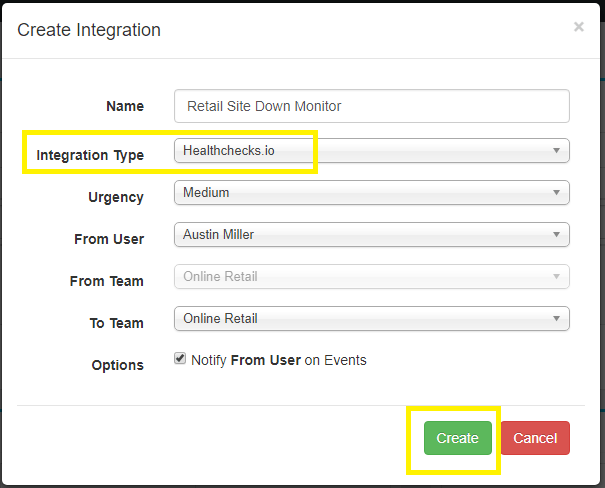 Create Integration ×
Name Retail Site Down Monitor
Integration Type Healthchecks.io
Urgency Medium
From User Austin Miller
From Team Online Retail
To Team Online Retail
Options Notify From User on Events
Create Cancel